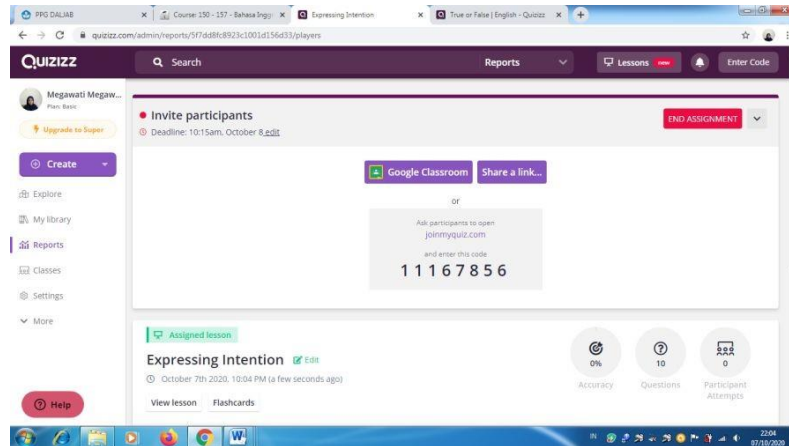 PPG DALJAB
Course: 150 - 157 - Bahasa Inggr
Expressing Intention
True or False | English - Quizizz
quizizz.com/admin/reports/5f7dd8fc8923c1001d156d33/players
QUIZIZZ
Search
Reports
Lessons new
Enter Code
Megawati Megaw...
Plan: Basic
Upgrade to Super
Create
Explore
My library
Reports
Classes
Settings
More
Help
Invite participants
Deadline: 10:15am, October 8 edit
END ASSIGNMENT
Google Classroom
Share a link...
or
Ask participants to open
joinmyquiz.com
and enter this code
11167856
Assigned lesson
Expressing Intention Edit
October 7th 2020, 10:04 PM (a few seconds ago)
View lesson Flashcards
0%
Accuracy
10
Questions
0
Participant
Attempts
IN
22:04
07/10/2020